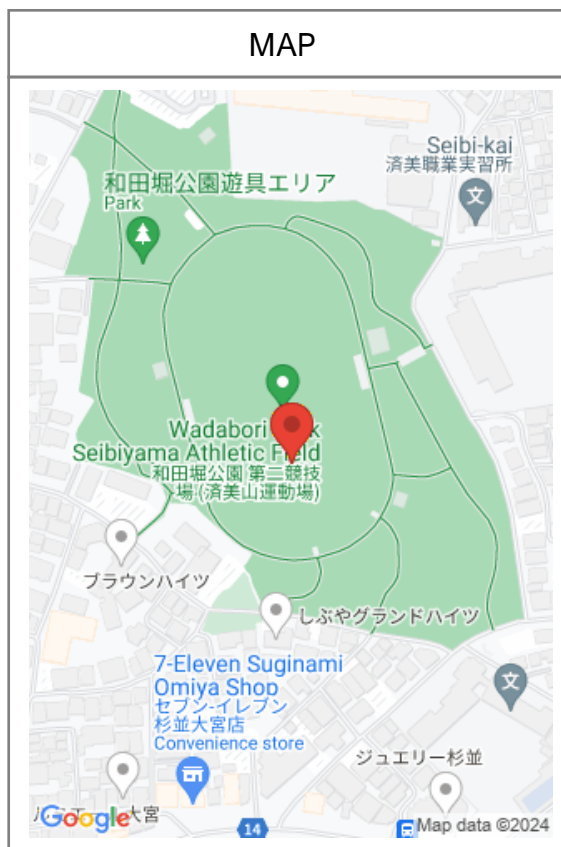 MAP
Seibi-kai
済美職業実習所
文
和田堀公園遊具エリア
Park
Wadabori
Seibiyama Athletic Field
和田堀公園 第二競技
場 (済美山運動場)
ブラウンハイツ
しぶやグランドハイツ
7-Eleven Suginami
Omiya Shop
セブン-イレブン
杉並大宮店
Convenience store
文
ジュエリー杉並
大宮
Google
14
Map data ©2024